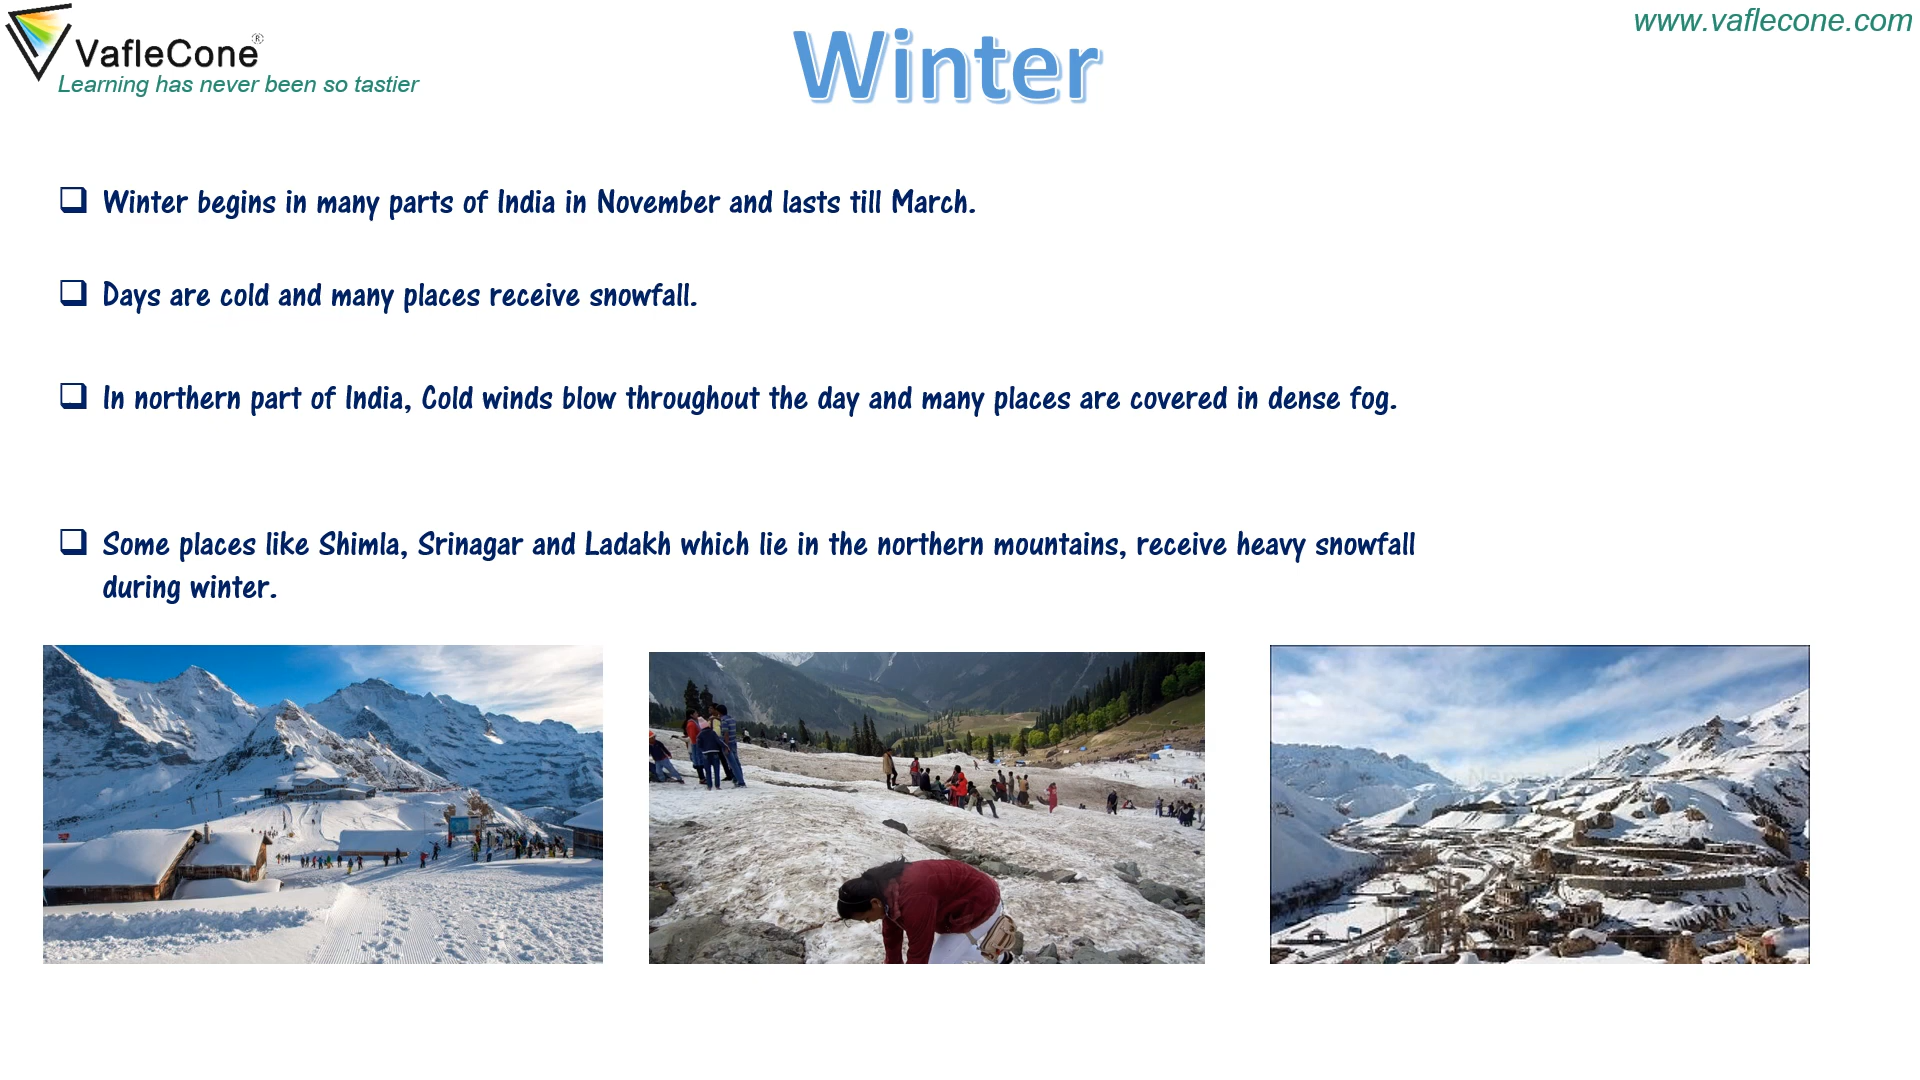 VafleCone®
Learning has never been so tastier
www.vaflecone.com
Winter
Winter begins in many parts of India in November and lasts till March.
Days are cold and many places receive snowfall.
In northern part of India, Cold winds blow throughout the day and many places are covered in dense fog.
Some places like Shimla, Srinagar and Ladakh which lie in the northern mountains, receive heavy snowfall
during winter.